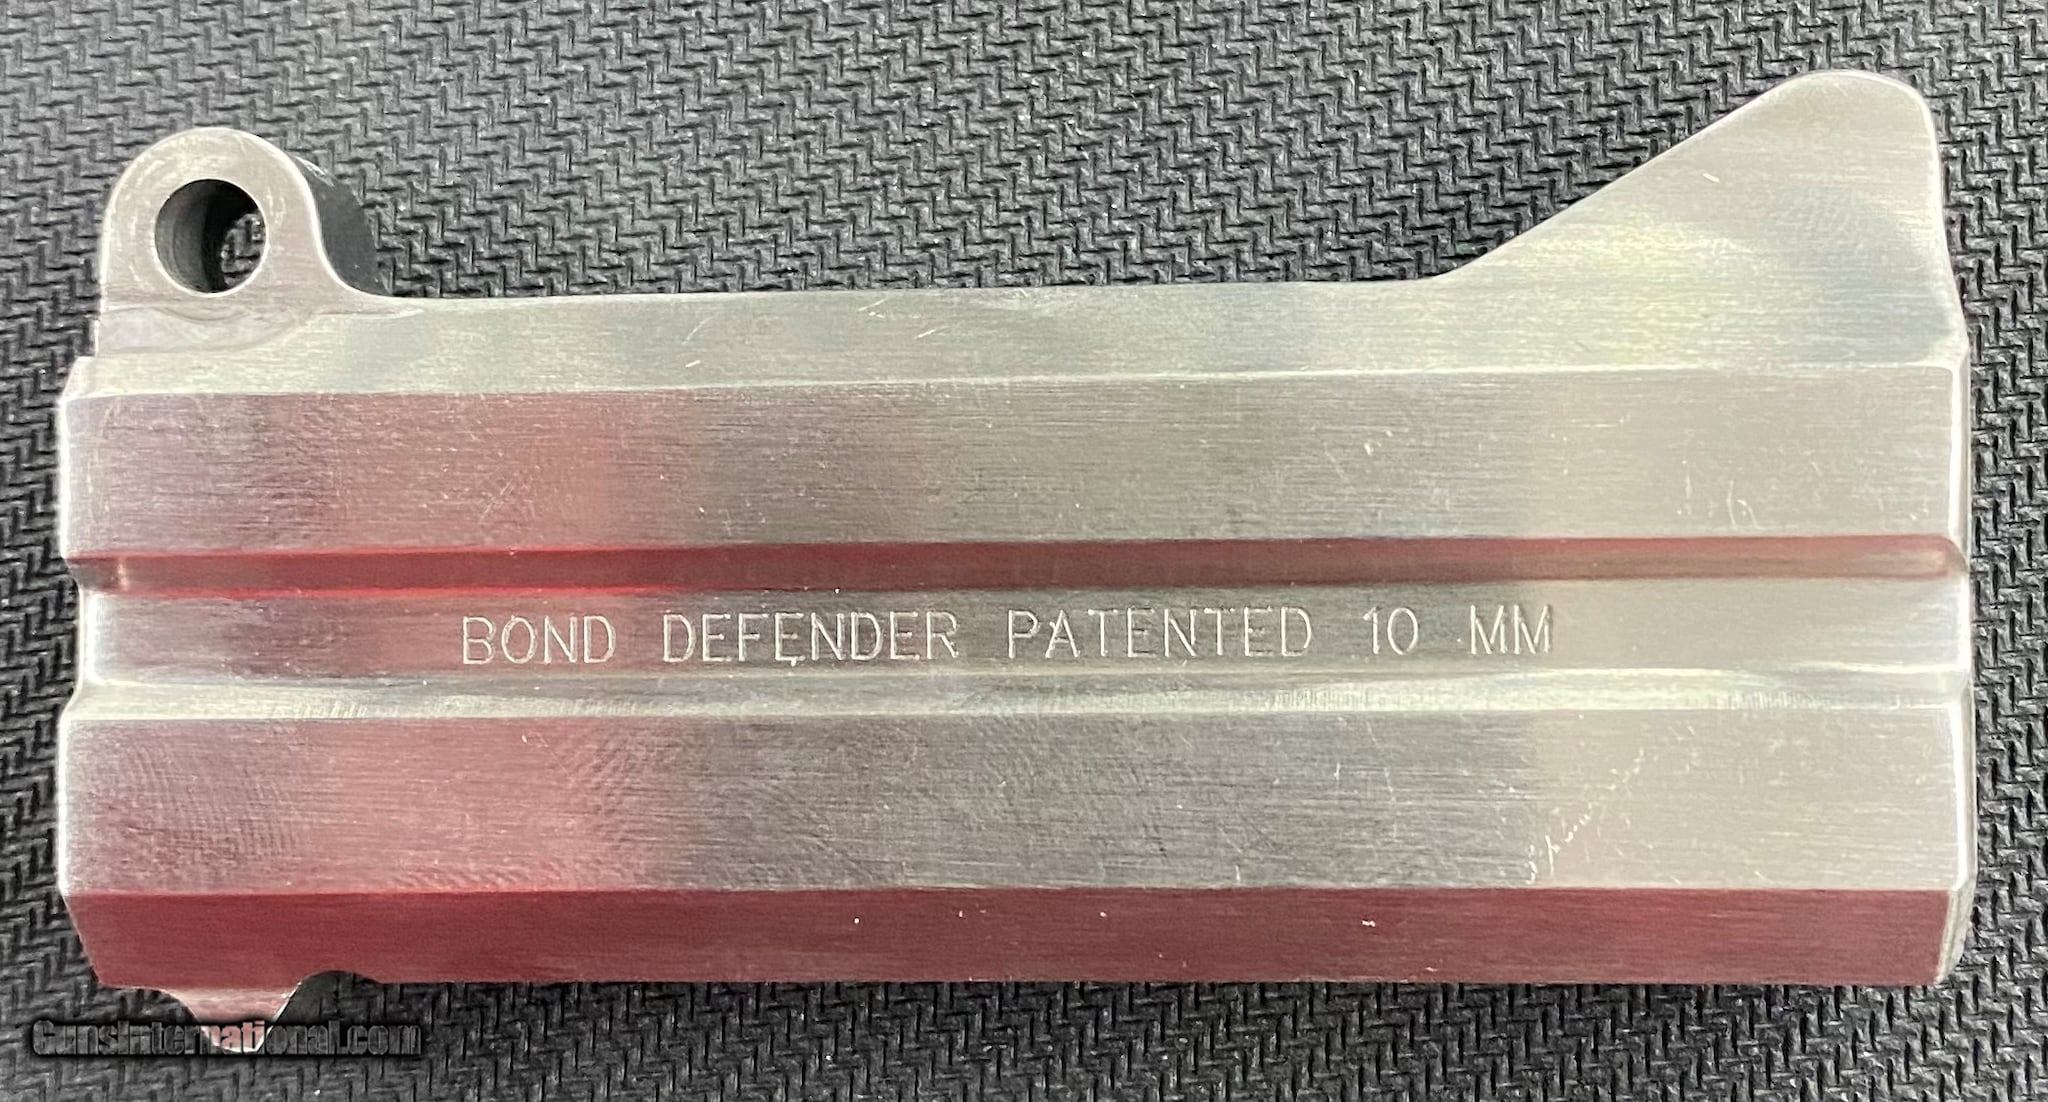 BOND DEFENDER PATENTED 10 MM
GunsInternational.com